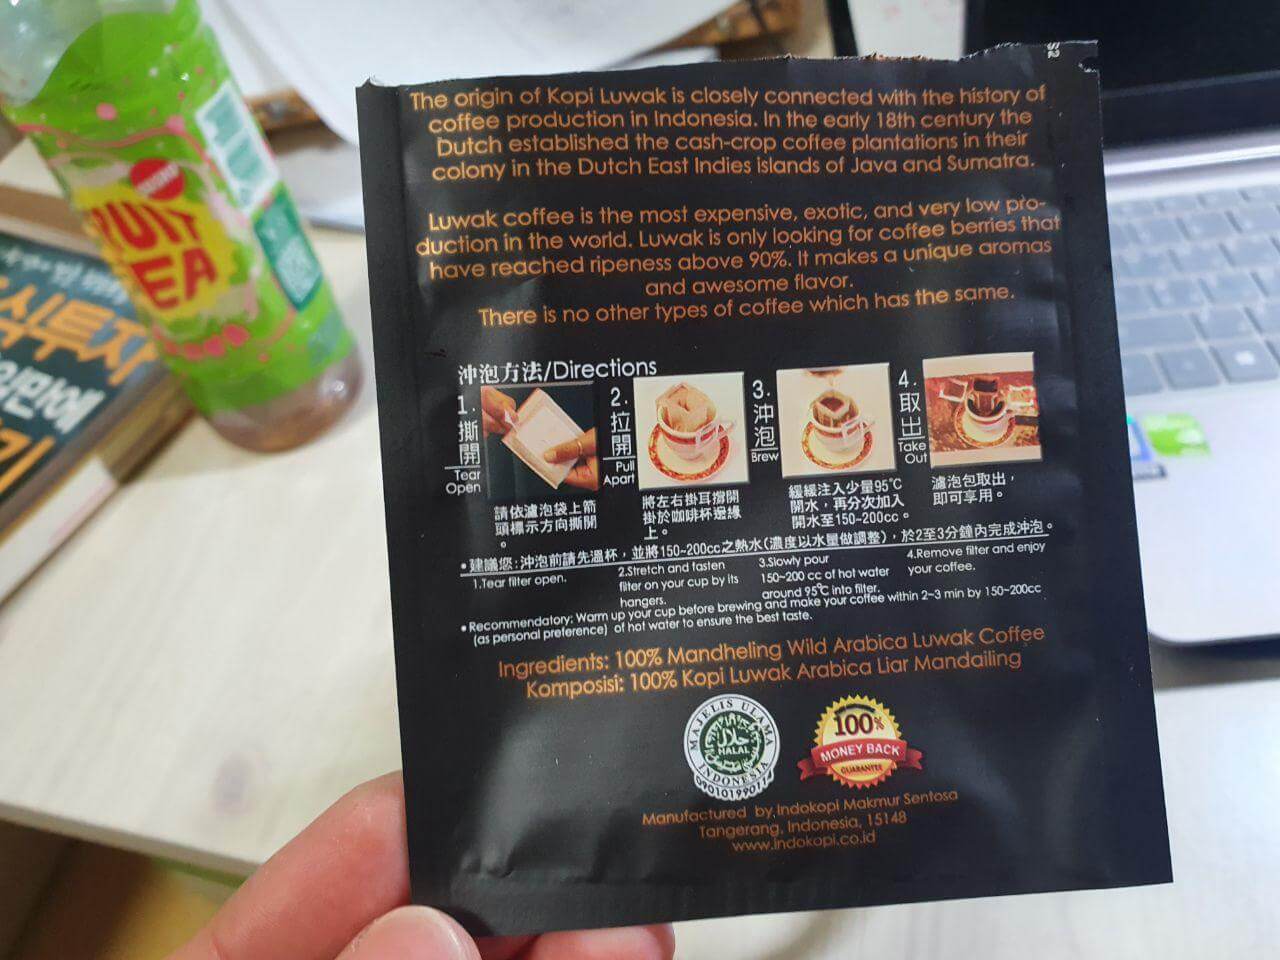 The origin of Kopi Luwak is closely connected with the history of
coffee production in Indonesia. In the early 18th century the
Dutch established the cash-crop coffee plantations in their
colony in the Dutch East Indies islands of Java and Sumatra.
Luwak coffee is the most expensive, exotic, and very low pro-
duction in the world. Luwak is only looking for coffee berries that
have reached ripeness above 90%. It makes a unique aromas
and awesome flavor.
There is no other types of coffee which has the same.
沖泡方法/Directions
1.
撕開
Tear
Open
2.
拉開
Pull
Apart
3.
沖泡
Brew
4.
取出
Take
Out
請依濾泡袋上箭
頭標示方向撕開
。
將左右掛耳撐開
掛於咖啡杯邊緣
上。
緩緩注入少量95°C
開水,再分次加入
開水至150~200cc。
濾泡包取出,
即可享用。
•建議您:沖泡前請先溫杯,並將150~200cc之熱水(濃度以水量做調整),於2至3分鐘內完成沖泡。
1.Tear filter open.
2.Stretch and fasten
filter on your cup by its
hangers.
3.Slowly pour
150~200 cc of hot water
around 95℃ into filter.
4.Remove filter and enjoy
your coffee.
•Recommendatory: Warm up your cup before brewing and make your coffee within 2~3 min by 150~200cc
(as personal preference) of hot water to ensure the best taste.
Ingredients: 100% Mandheling Wild Arabica Luwak Coffee
Komposisi: 100% Kopi Luwak Arabica Liar Mandailing
MAJELIS ULAMA
حلال
HALAL
INDONESIA
100%
MONEY BACK
GUARANTEE
Manufactured by, Indokopi Makmur Sentosa
Tangerang, Indonesia, 15148
www.indokopi.co.id
FRUIT
TEA